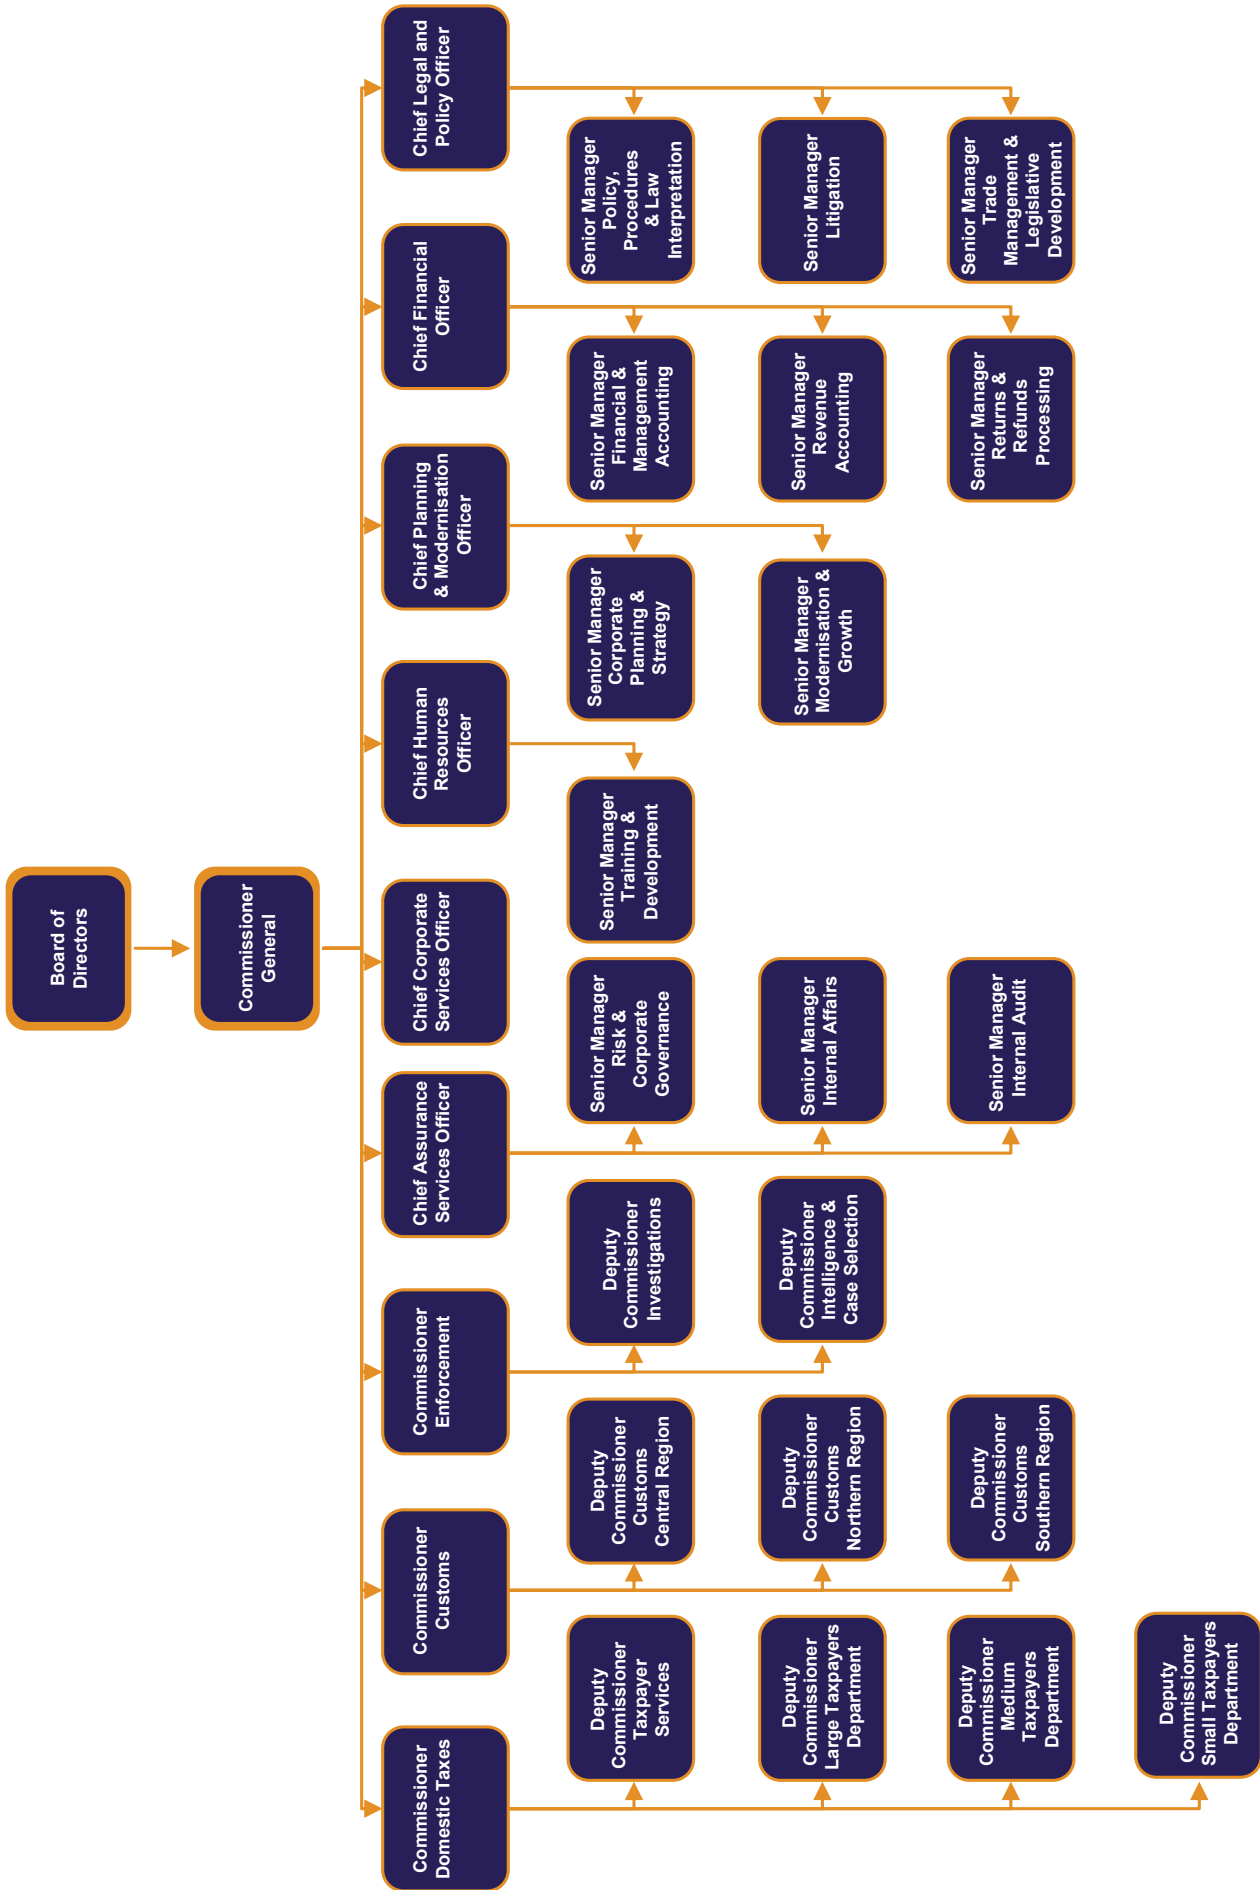 Board of
Directors
Commissioner
General
Commissioner
Domestic Taxes
Commissioner
Customs
Commissioner
Enforcement
Chief Assurance
Services Officer
Chief Corporate
Services Officer
Chief Human
Resources
Officer
Chief Planning
& Modernisation
Officer
Chief Financial
Officer
Chief Legal and
Policy Officer
Deputy
Commissioner
Taxpayer
Services
Deputy
Commissioner
Large Taxpayers
Department
Deputy
Commissioner
Medium
Taxpayers
Department
Deputy
Commissioner
Small Taxpayers
Department
Deputy
Commissioner
Customs
Central Region
Deputy
Commissioner
Customs
Northern Region
Deputy
Commissioner
Customs
Southern Region
Deputy
Commissioner
Investigations
Deputy
Commissioner
Intelligence &
Case Selection
Senior Manager
Risk &
Corporate
Governance
Senior Manager
Internal Affairs
Senior Manager
Internal Audit
Senior Manager
Training &
Development
Senior Manager
Corporate
Planning &
Strategy
Senior Manager
Modernisation &
Growth
Senior Manager
Financial &
Management
Accounting
Senior Manager
Revenue
Accounting
Senior Manager
Returns &
Refunds
Processing
Senior Manager
Policy,
Procedures
& Law
Interpretation
Senior Manager
Litigation
Senior Manager
Trade
Management &
Legislative
Development